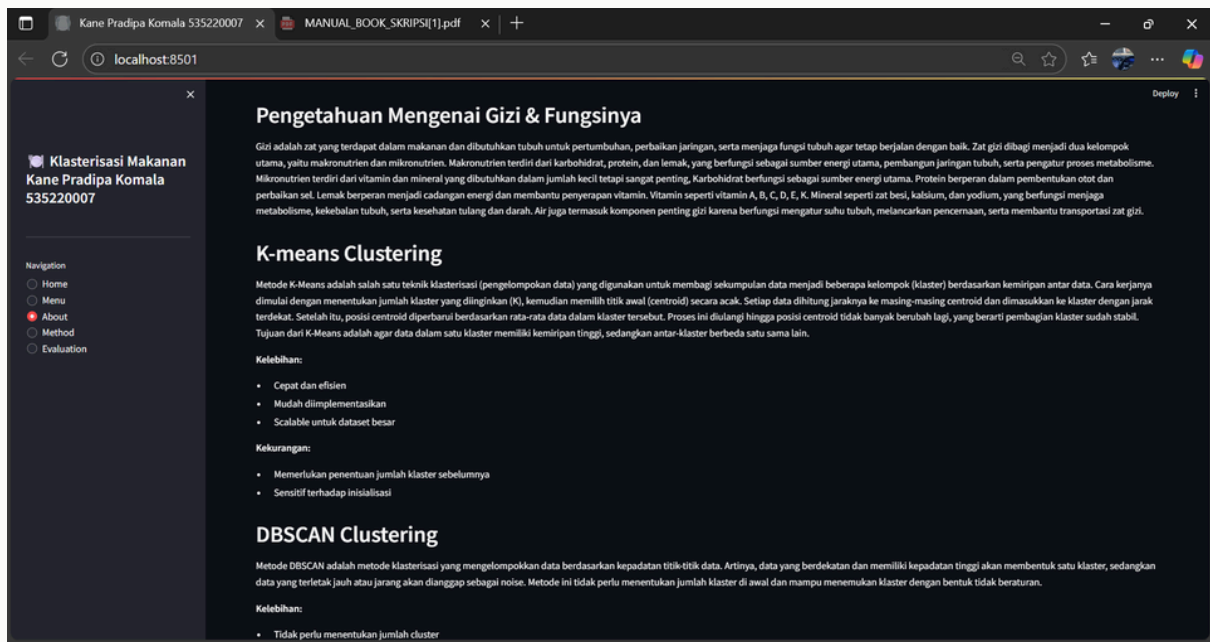 Kane Pradipa Komala 535220007
MANUAL_BOOK_SKRIPSI[1].pdf
localhost:8501
Deploy
Klasterisasi Makanan
Kane Pradipa Komala
535220007
Navigation
Home
Menu
About
Method
Evaluation
Pengetahuan Mengenai Gizi & Fungsinya
Gizi adalah zat yang terdapat dalam makanan dan dibutuhkan tubuh untuk pertumbuhan, perbaikan jaringan, serta menjaga fungsi tubuh agar tetap berjalan dengan baik. Zat gizi dibagi menjadi dua kelompok
utama, yaitu makronutrien dan mikronutrien. Makronutrien terdiri dari karbohidrat, protein, dan lemak, yang berfungsi sebagai sumber energi utama, pembangun jaringan tubuh, serta pengatur proses metabolisme.
Mikronutrien terdiri dari vitamin dan mineral yang dibutuhkan dalam jumlah kecil tetapi sangat penting, Karbohidrat berfungsi sebagai sumber energi utama. Protein berperan dalam pembentukan otot dan
perbaikan sel. Lemak berperan menjadi cadangan energi dan membantu penyerapan vitamin. Vitamin seperti vitamin A, B, C, D, E, K. Mineral seperti zat besi, kalsium, dan yodium, yang berfungsi menjaga
metabolisme, kekebalan tubuh, serta kesehatan tulang dan darah. Air juga termasuk komponen penting gizi karena berfungsi mengatur suhu tubuh, melancarkan pencernaan, serta membantu transportasi zat gizi.
K-means Clustering
Metode K-Means adalah salah satu teknik klasterisasi (pengelompokan data) yang digunakan untuk membagi sekumpulan data menjadi beberapa kelompok (klaster) berdasarkan kemiripan antar data. Cara kerjanya
dimulai dengan menentukan jumlah klaster yang diinginkan (K), kemudian memilih titik awal (centroid) secara acak. Setiap data dihitung jaraknya ke masing-masing centroid dan dimasukkan ke klaster dengan jarak
terdekat. Setelah itu, posisi centroid diperbarui berdasarkan rata-rata data dalam klaster tersebut. Proses ini diulangi hingga posisi centroid tidak banyak berubah lagi, yang berarti pembagian klaster sudah stabil.
Tujuan dari K-Means adalah agar data dalam satu klaster memiliki kemiripan tinggi, sedangkan antar-klaster berbeda satu sama lain.
Kelebihan:
• Cepat dan efisien
• Mudah diimplementasikan
• Scalable untuk dataset besar
Kekurangan:
• Memerlukan penentuan jumlah klaster sebelumnya
• Sensitif terhadap inisialisasi
DBSCAN Clustering
Metode DBSCAN adalah metode klasterisasi yang mengelompokkan data berdasarkan kepadatan titik-titik data. Artinya, data yang berdekatan dan memiliki kepadatan tinggi akan membentuk satu klaster, sedangkan
data yang terletak jauh atau jarang akan dianggap sebagai noise. Metode ini tidak perlu menentukan jumlah klaster di awal dan mampu menemukan klaster dengan bentuk tidak beraturan.
Kelebihan:
• Tidak perlu menentukan jumlah cluster